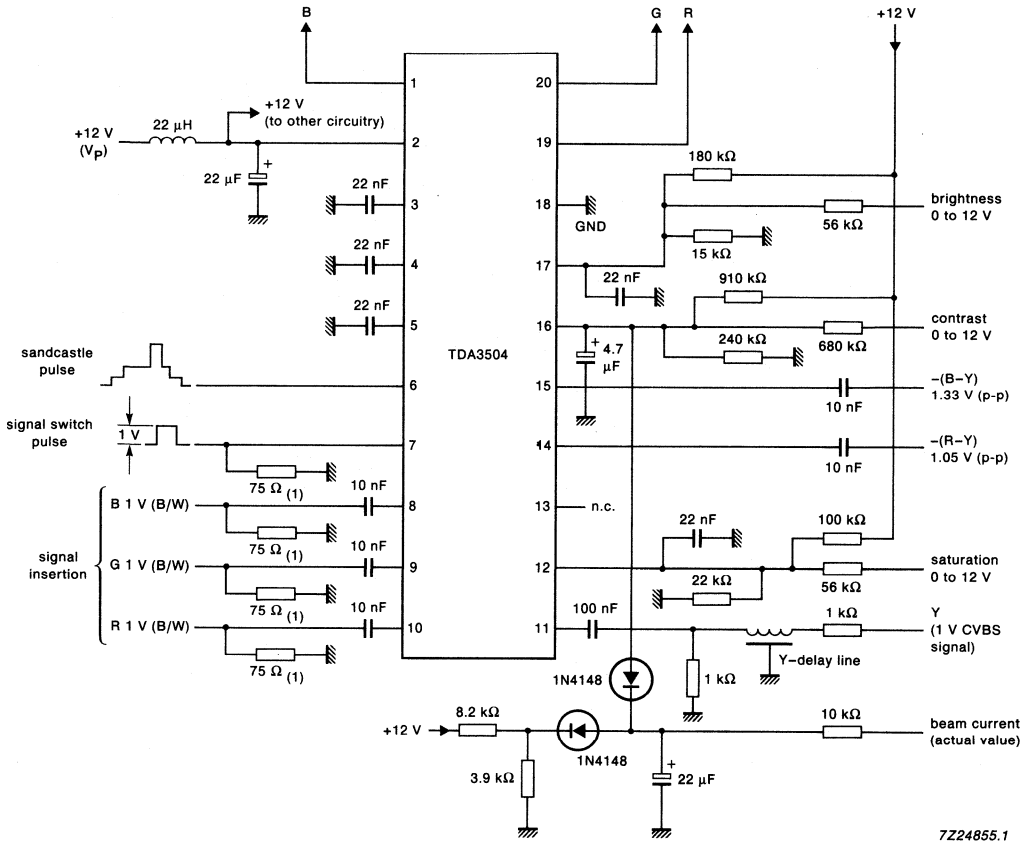 B
G R
+12 V
1
20
22 µH
+12 V
(to other circuitry)
+12 V
(VP)
2
19
22 µF
+
180 kΩ
22 nF
3
18
GND
brightness
0 to 12 V
56 kΩ
15 kΩ
22 nF
4
17
22 nF
910 kΩ
22 nF
5
16
contrast
0 to 12 V
680 kΩ
240 kΩ
+
4.7
µF
TDA3504
sandcastle
pulse
6
15
10 nF
–(B–Y)
1.33 V (p-p)
signal switch
pulse
1 V
7
14
10 nF
–(R–Y)
1.05 V (p-p)
75 Ω (1)
10 nF
B 1 V (B/W)
8
13
n.c.
75 Ω (1)
signal
insertion
10 nF
G 1 V (B/W)
9
12
22 nF
100 kΩ
saturation
0 to 12 V
56 kΩ
22 kΩ
75 Ω (1)
10 nF
R 1 V (B/W)
10
11
100 nF
1 kΩ
Y
(1 V CVBS
signal)
Y–delay line
75 Ω (1)
1N4148
1 kΩ
8.2 kΩ
+12 V
1N4148
10 kΩ
beam current
(actual value)
3.9 kΩ
+
22 µF
7Z24855.1